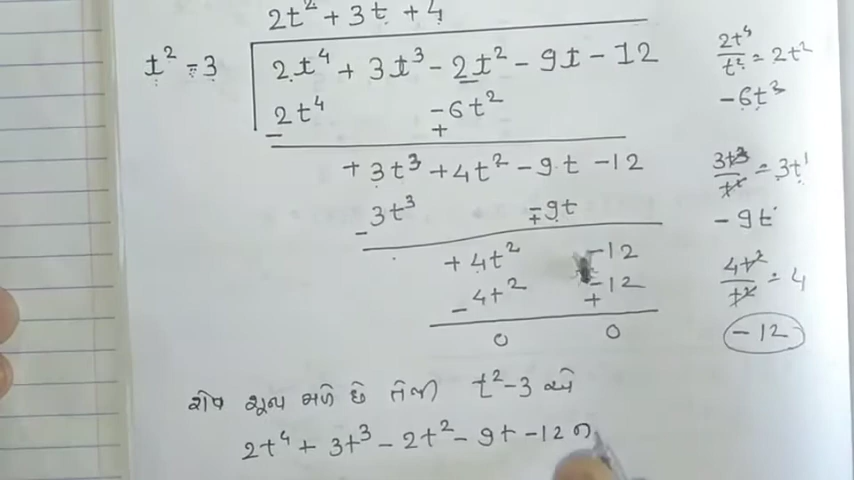 2t² + 3t + 4
t² - 3 2t⁴ + 3t³ - 2t² - 9t - 12
2t⁴ - 6t²
- +
+ 3t³ + 4t² - 9t - 12
3t³ - 9t
- +
+ 4t² - 12
4t² - 12
- +
0 0
2t⁴/t² = 2t²
- 6t³
3t³/t² = 3t¹
- 9t
4t²/t² = 4
- 12
શેષ શૂન્ય મળે છે તેથી t² - 3 એ
2t⁴ + 3t³ - 2t² - 9t - 12 ન